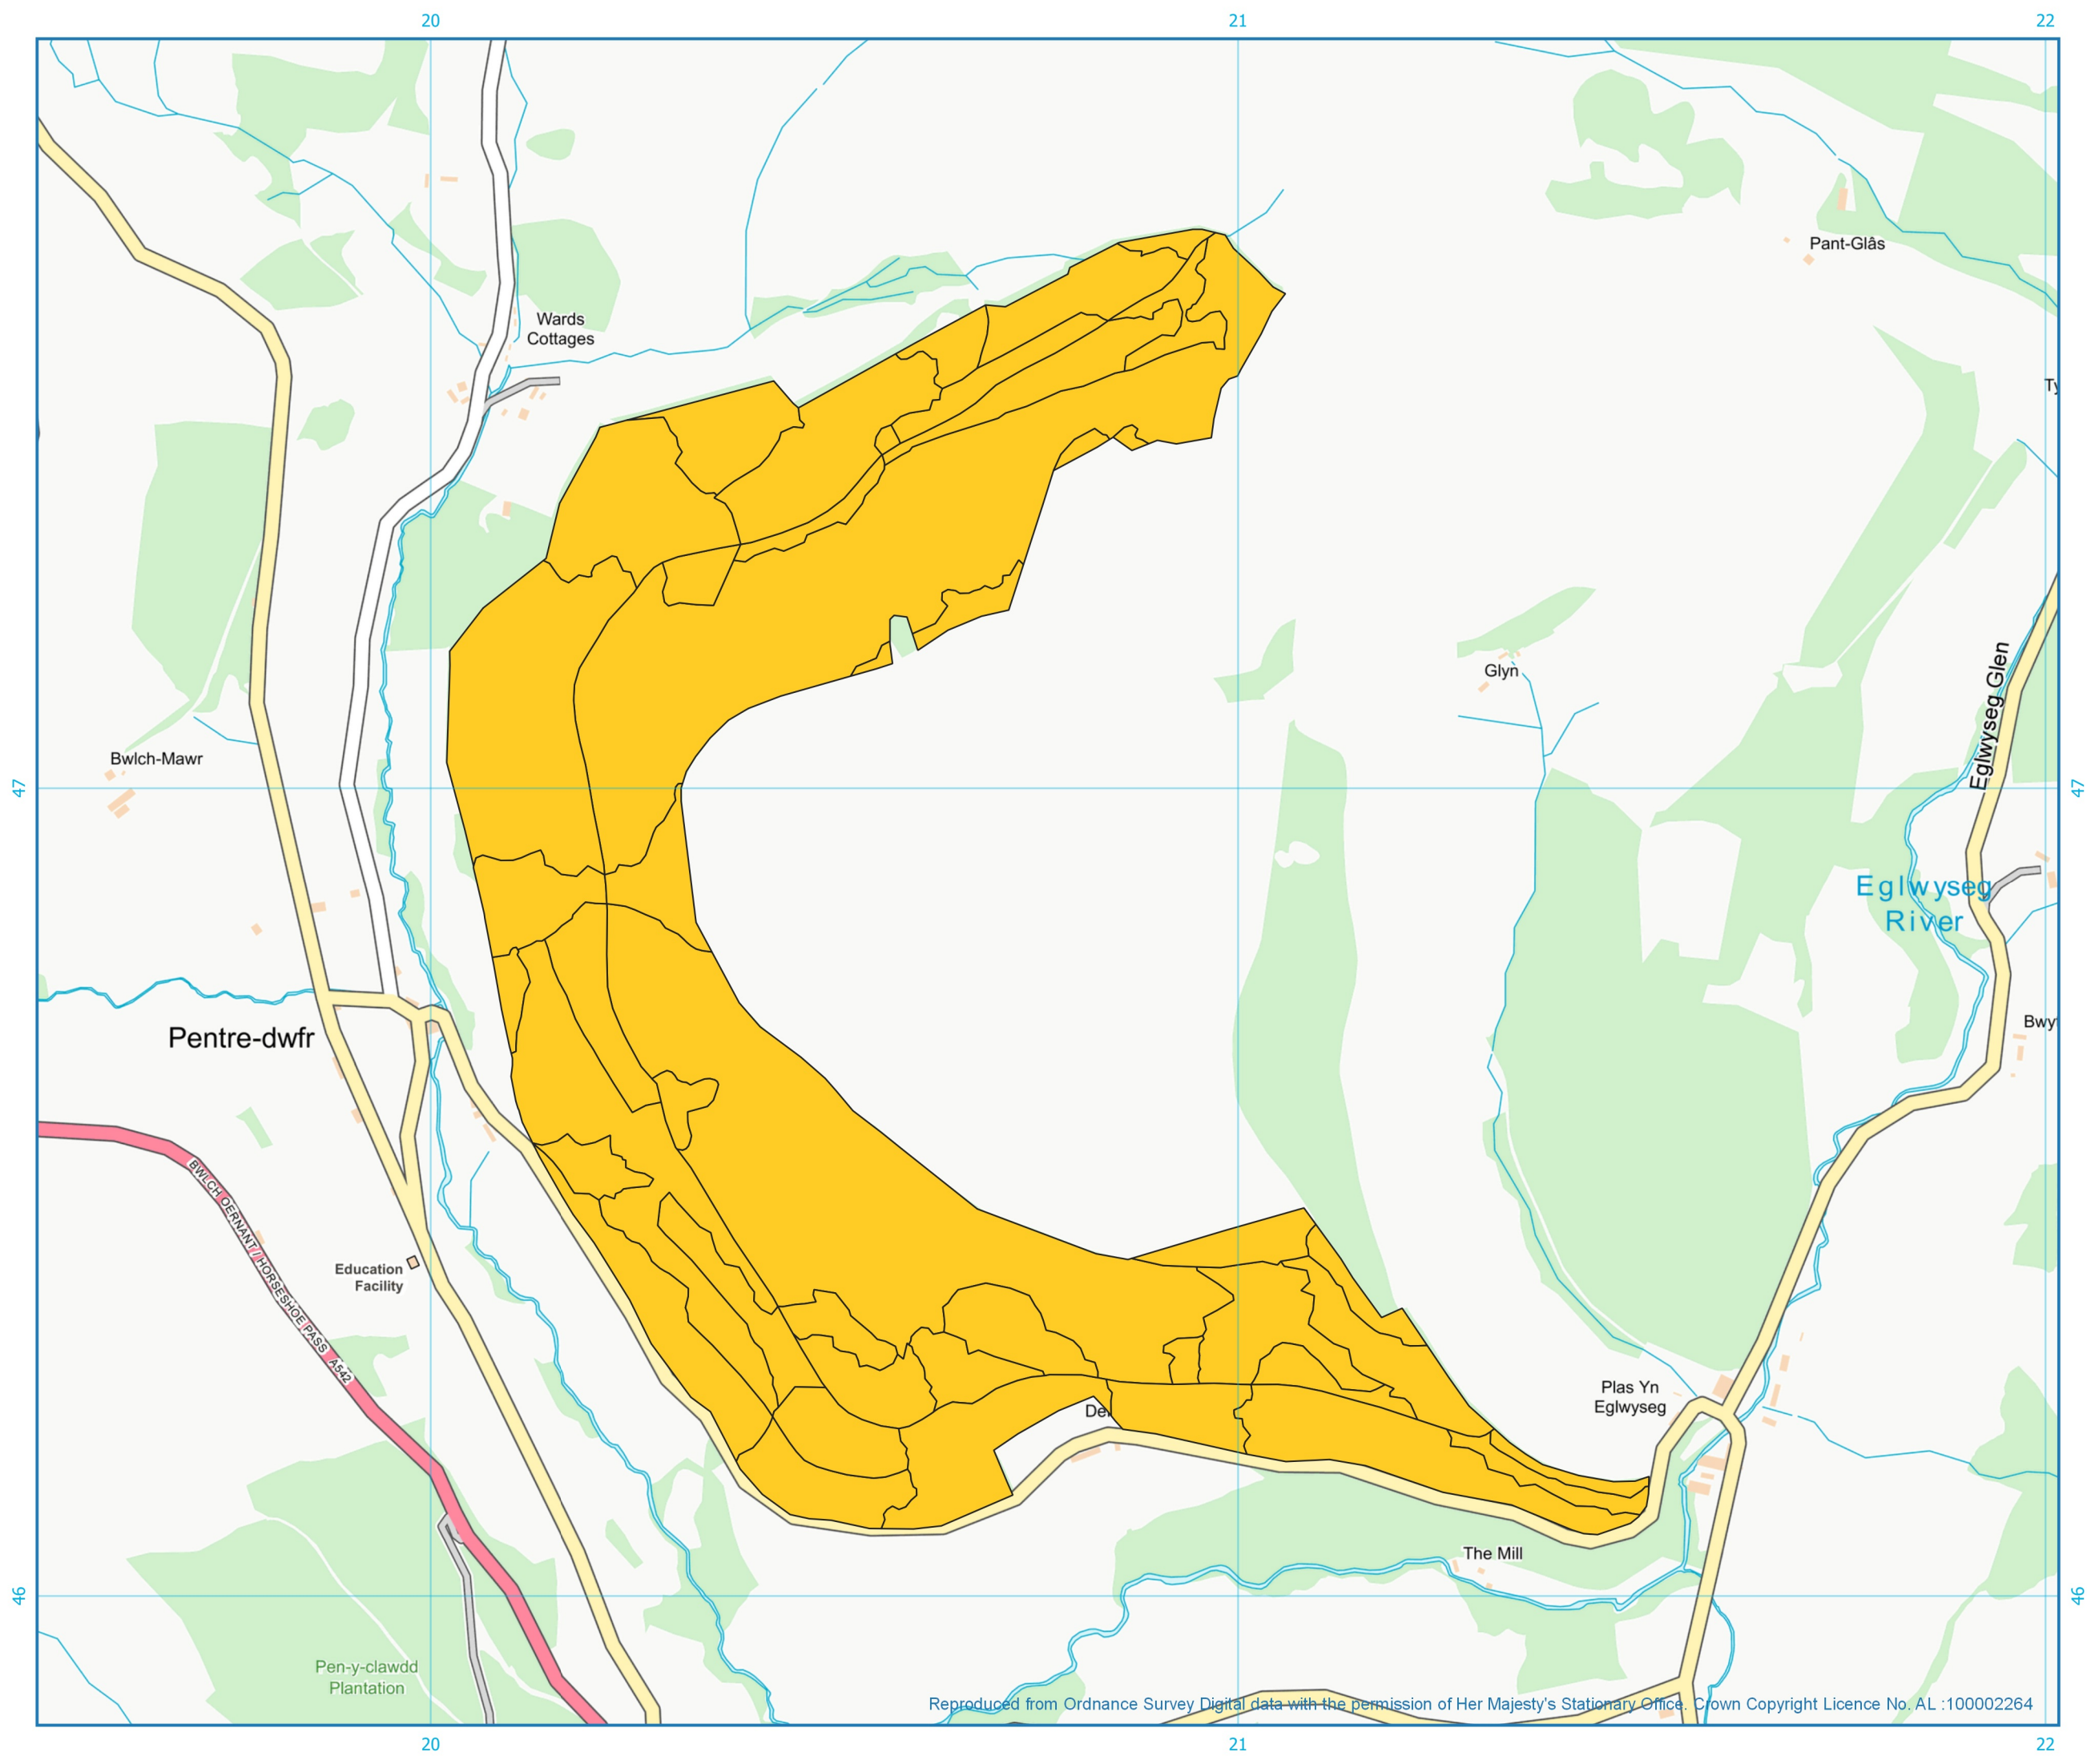 20
21
22
Pant-Glâs
Wards
Cottages
Ty
Glyn
Eglwyseg Glen
Bwlch-Mawr
47
47
Eglwyseg
River
Pentre-dwfr
Bwy
BWLCH OERNANT / HORSESHOE PASS A542
Education
Facility
Plas Yn
Eglwyseg
De
The Mill
46
46
Pen-y-clawdd
Plantation
Reproduced from Ordnance Survey Digital data with the permission of Her Majesty's Stationary Office. Crown Copyright Licence No. AL :100002264
20
21
22